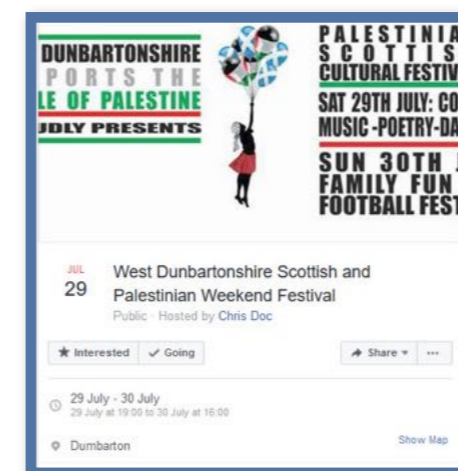 DUNBARTONSHIRE
PORTS THE
LE OF PALESTINE
UDLY PRESENTS
PALESTINIA
SCOTTIS
CULTURAL FESTIV
SAT 29TH JULY: CO
MUSIC -POETRY-DA
SUN 30TH J
FAMILY FUN
FOOTBALL FEST
JUL
29
West Dunbartonshire Scottish and
Palestinian Weekend Festival
Public · Hosted by Chris Doc
Interested
Going
Share
29 July - 30 July
29 July at 19:00 to 30 July at 16:00
Dumbarton
Show Map